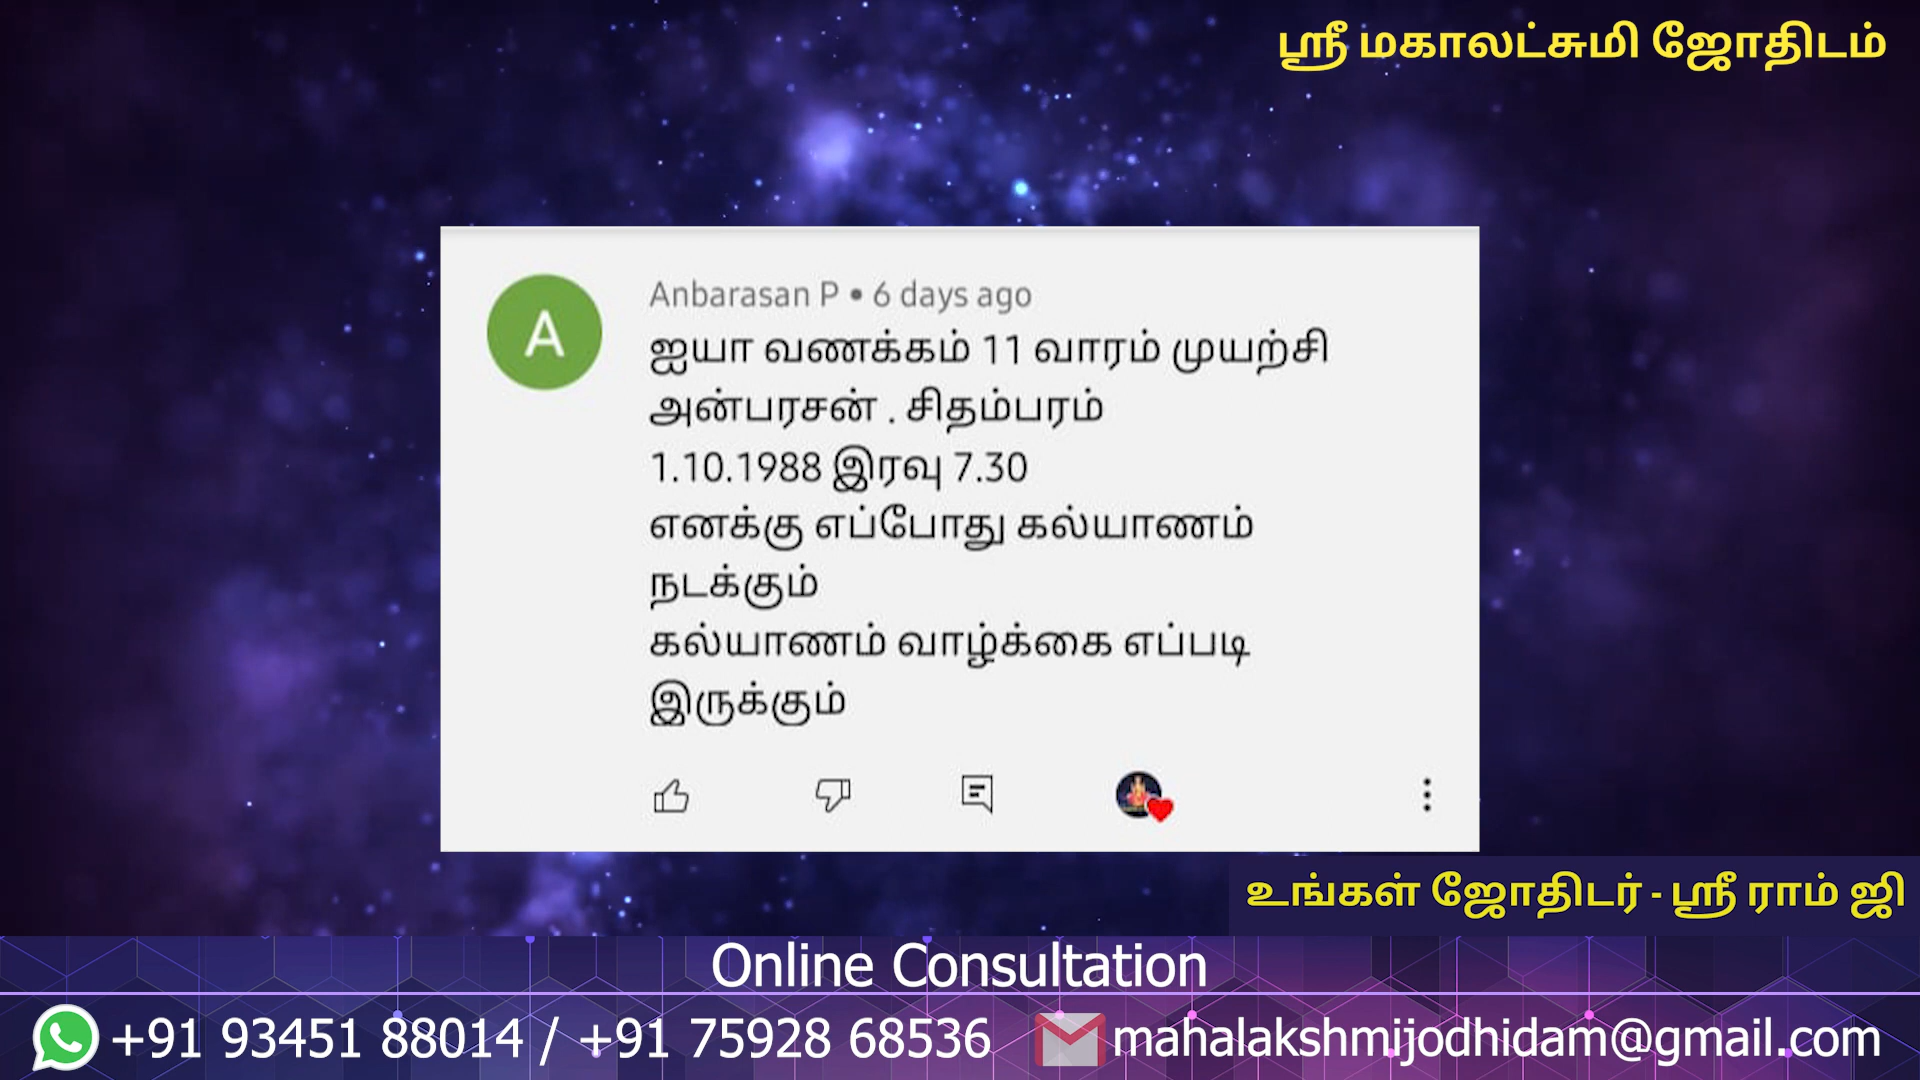 ஸ்ரீ மகாலட்சுமி ஜோதிடம்
A
Anbarasan P • 6 days ago
ஐயா வணக்கம் 11 வாரம் முயற்சி
அன்பரசன் . சிதம்பரம்
1.10.1988 இரவு 7.30
எனக்கு எப்போது கல்யாணம்
நடக்கும்
கல்யாணம் வாழ்க்கை எப்படி
இருக்கும்
உங்கள் ஜோதிடர் - ஸ்ரீ ராம் ஜி
Online Consultation
+91 93451 88014 / +91 75928 68536 mahalakshmijodhidam@gmail.com